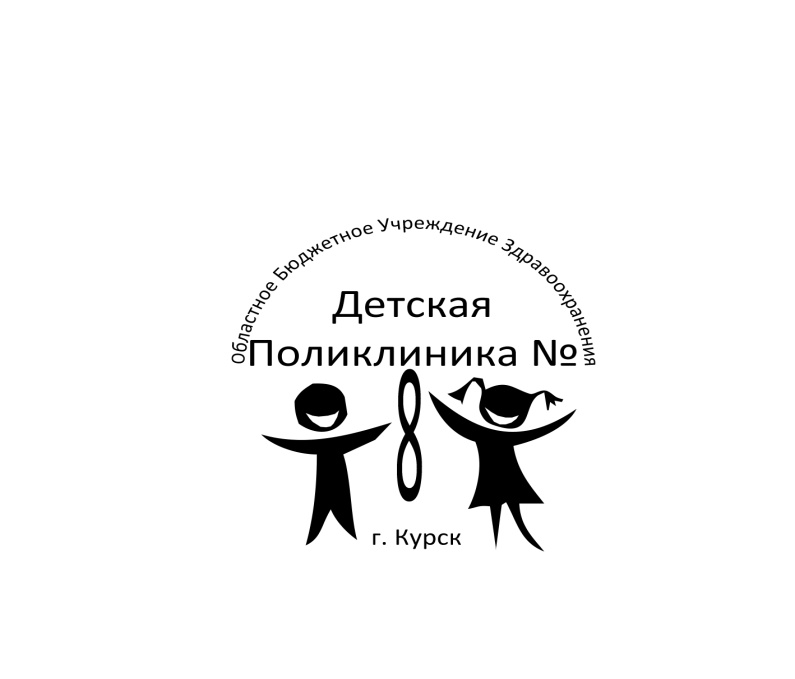 Областное Бюджетное Учреждение Здравоохранения
Детская
Поликлиника №
8
г. Курск